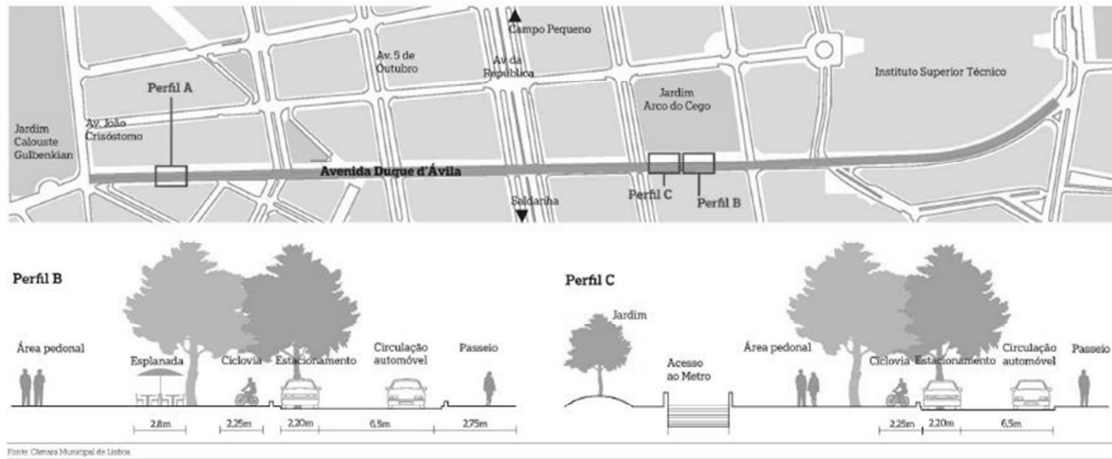 Campo Pequeno
Av. 5 de
Outubro
Av da
República
Instituto Superior Técnico
Perfil A
Jardim
Arco do Cego
Jardim
Calouste
Gulbenkian
Av. João
Crisóstomo
Avenida Duque d'Ávila
Perfil C
Perfil B
Saldanha
Perfil B
Área pedonal
Esplanada
Ciclovia
Estacionamento
Circulação
automóvel
Passeio
2,8m
2,25m
2,20m
6,5m
2,75m
Perfil C
Jardim
Acesso
ao Metro
Área pedonal
Ciclovia
Estacionamento
Circulação
automóvel
Passeio
2,25m
2,20m
6,5m
Fonte: Câmara Municipal de Lisboa